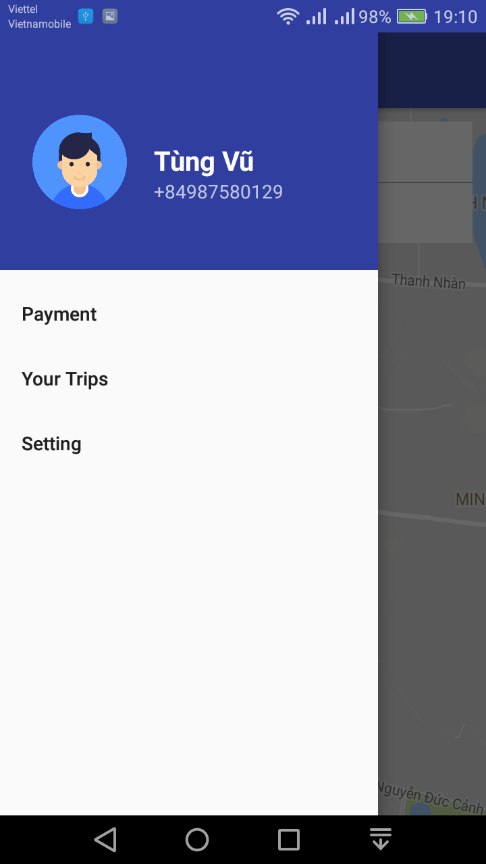 Viettel
Vietnamobile
98% 19:10
Tùng Vũ
+84987580129
Payment
Thanh Nhàn
Your Trips
Setting
MIN
Nguyễn Đức Cảnh